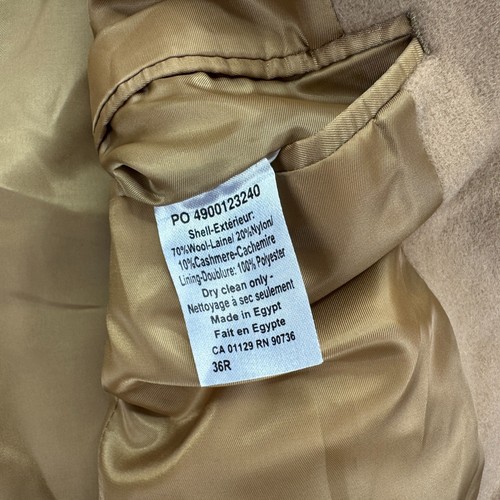 PO 4900123240
Shell-Extérieur:
70%Wool-Laine/ 20%Nylon/
10%Cashmere-Cachemire
Lining-Doublure: 100% Polyester
Dry clean only -
Nettoyage à sec seulement
Made in Egypt
Fait en Egypte
CA 01129 RN 90736
36R